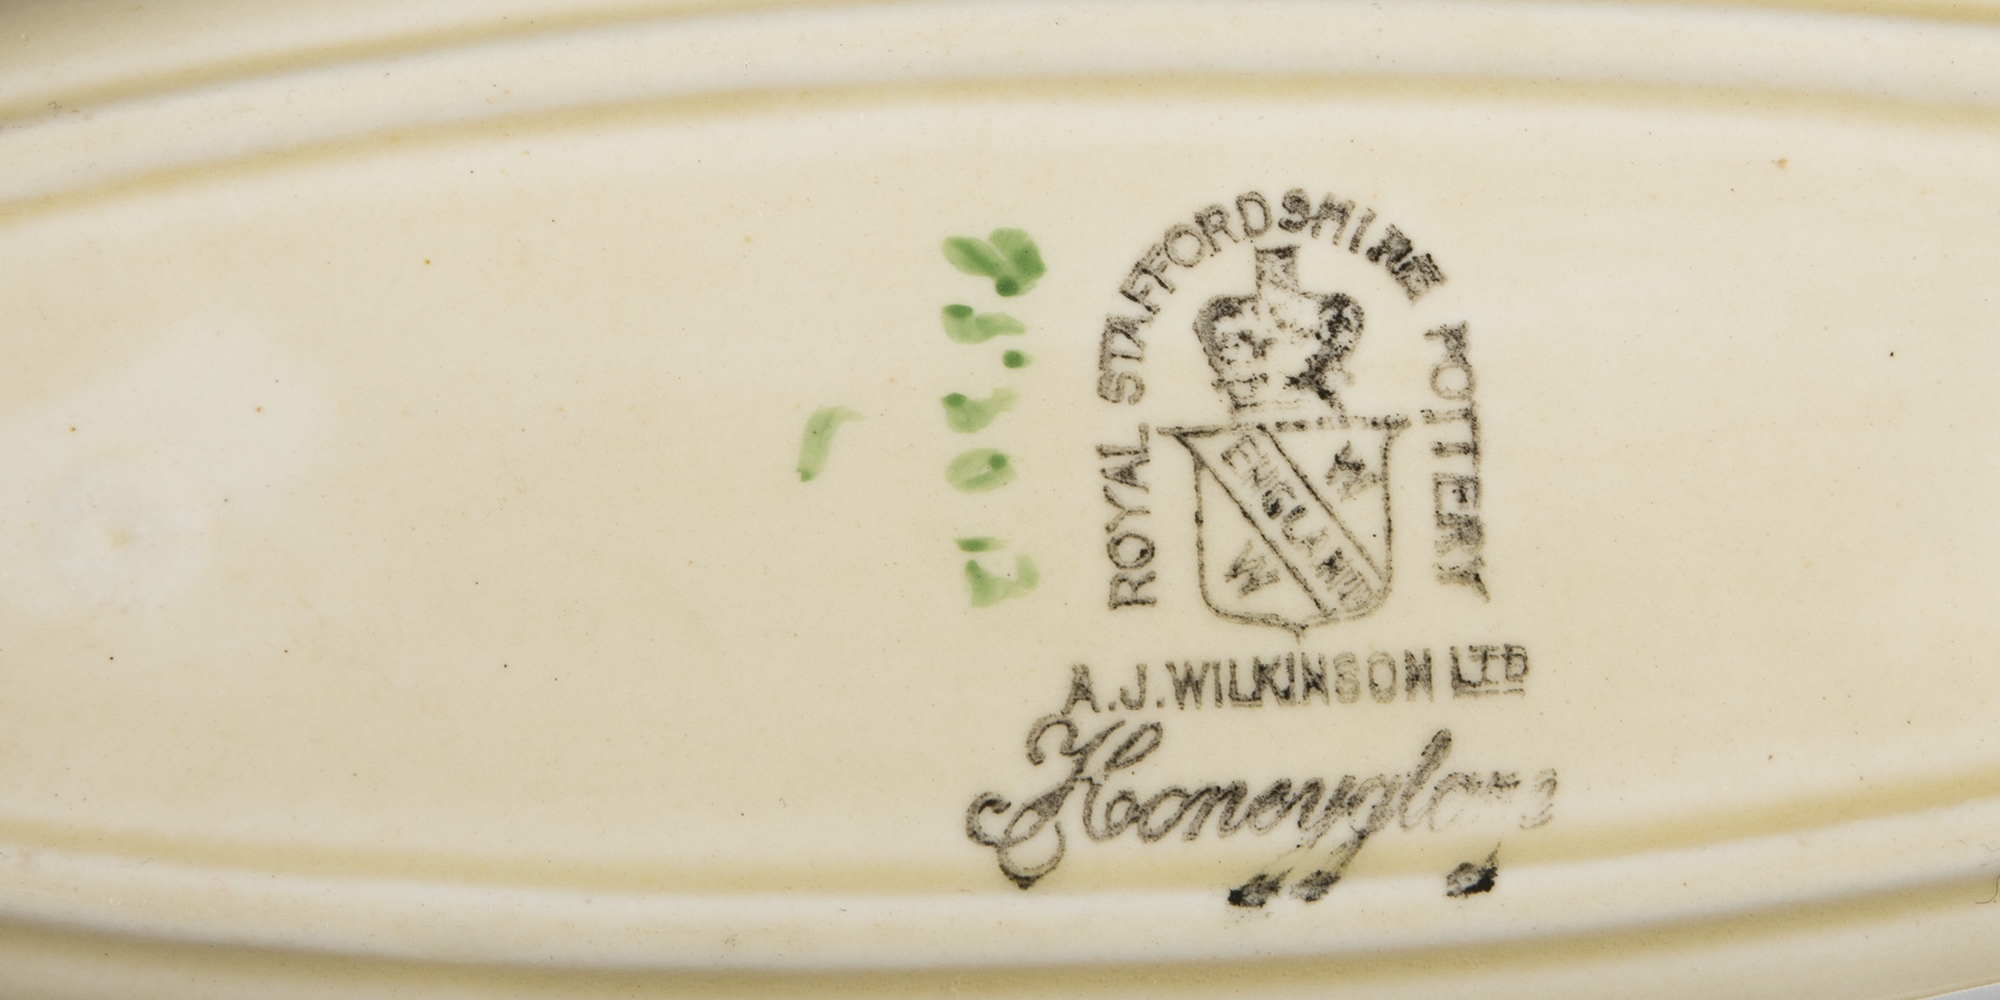 ROYAL STAFFORDSHIRE POTTERY
ENGLAND
W
W
A.J. WILKINSON LTD
Honeyglaze